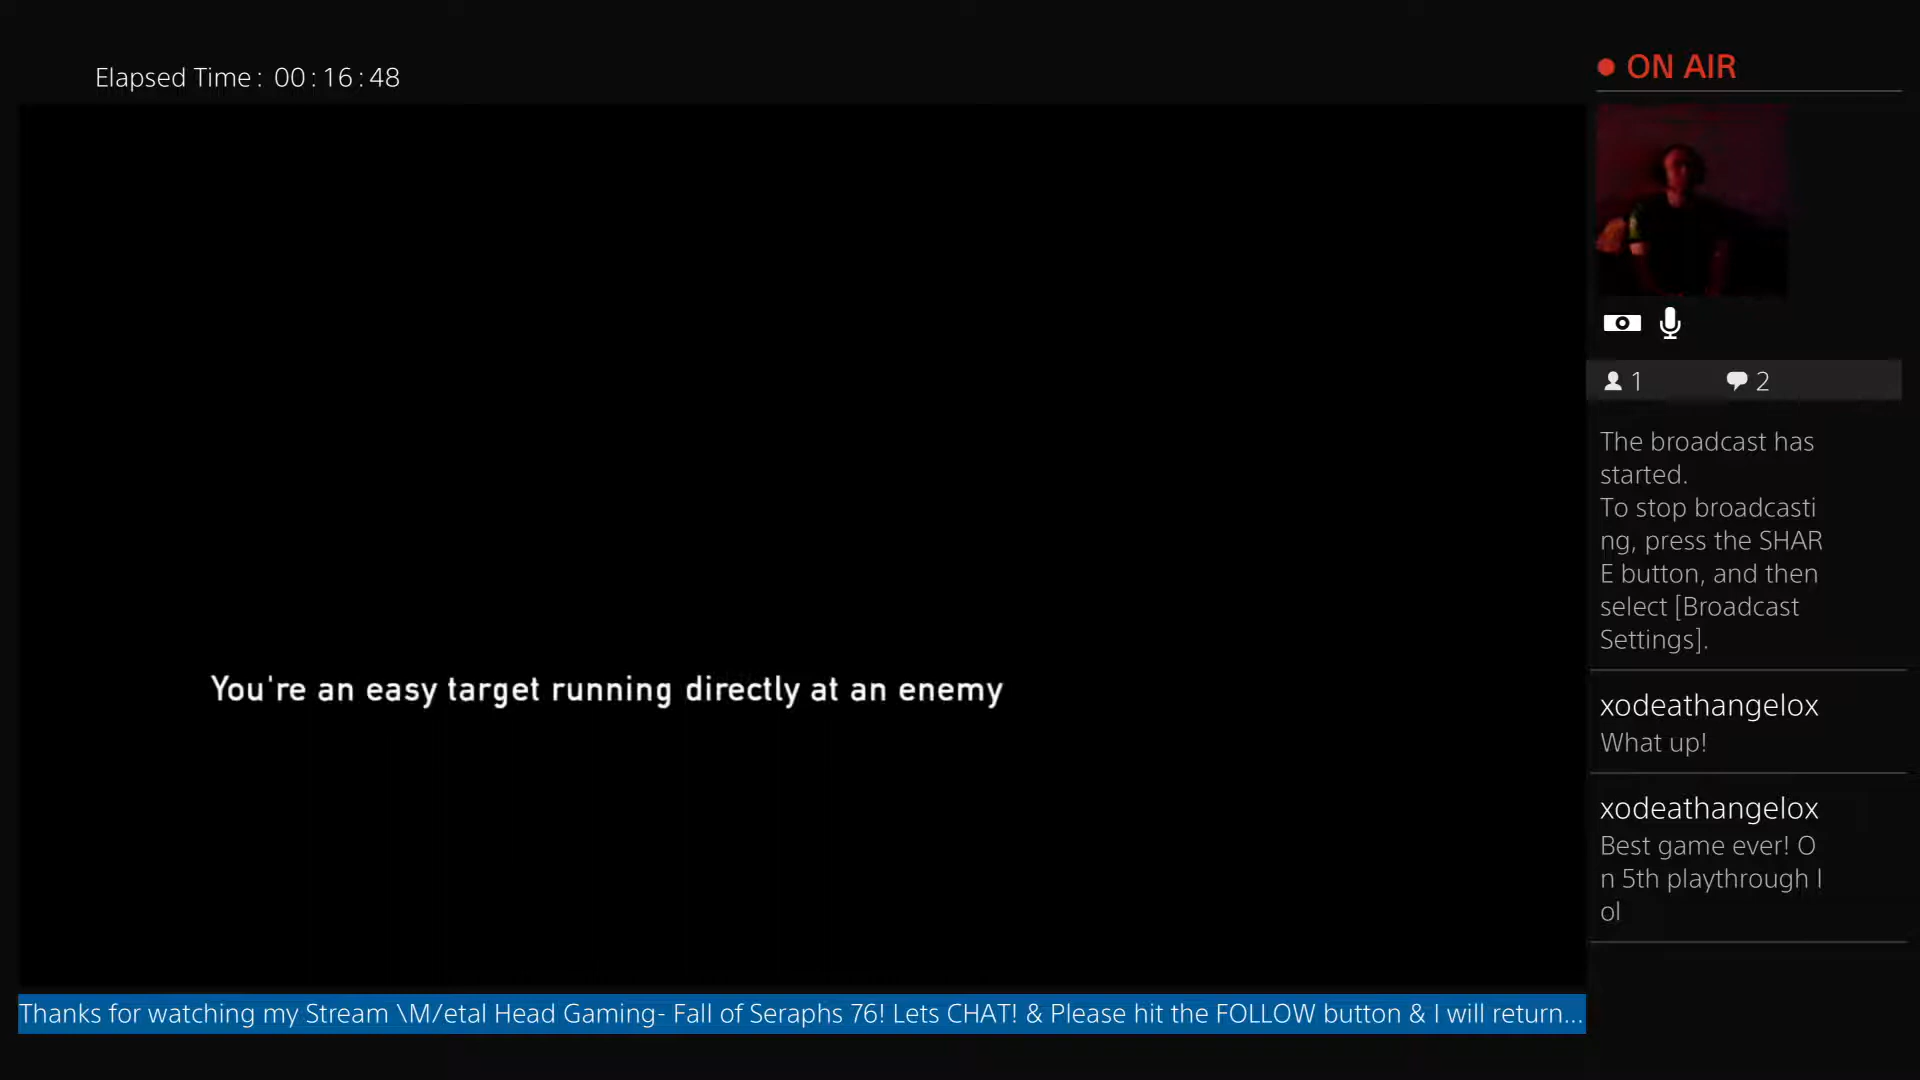 Elapsed Time: 00:16:48
ON AIR
1
2
The broadcast has
started.
To stop broadcasti
ng, press the SHAR
E button, and then
select [Broadcast
Settings].
xodeathangelox
What up!
xodeathangelox
Best game ever! O
n 5th playthrough l
ol
You're an easy target running directly at an enemy
Thanks for watching my Stream \M/etal Head Gaming- Fall of Seraphs 76! Lets CHAT! & Please hit the FOLLOW button & I will return...